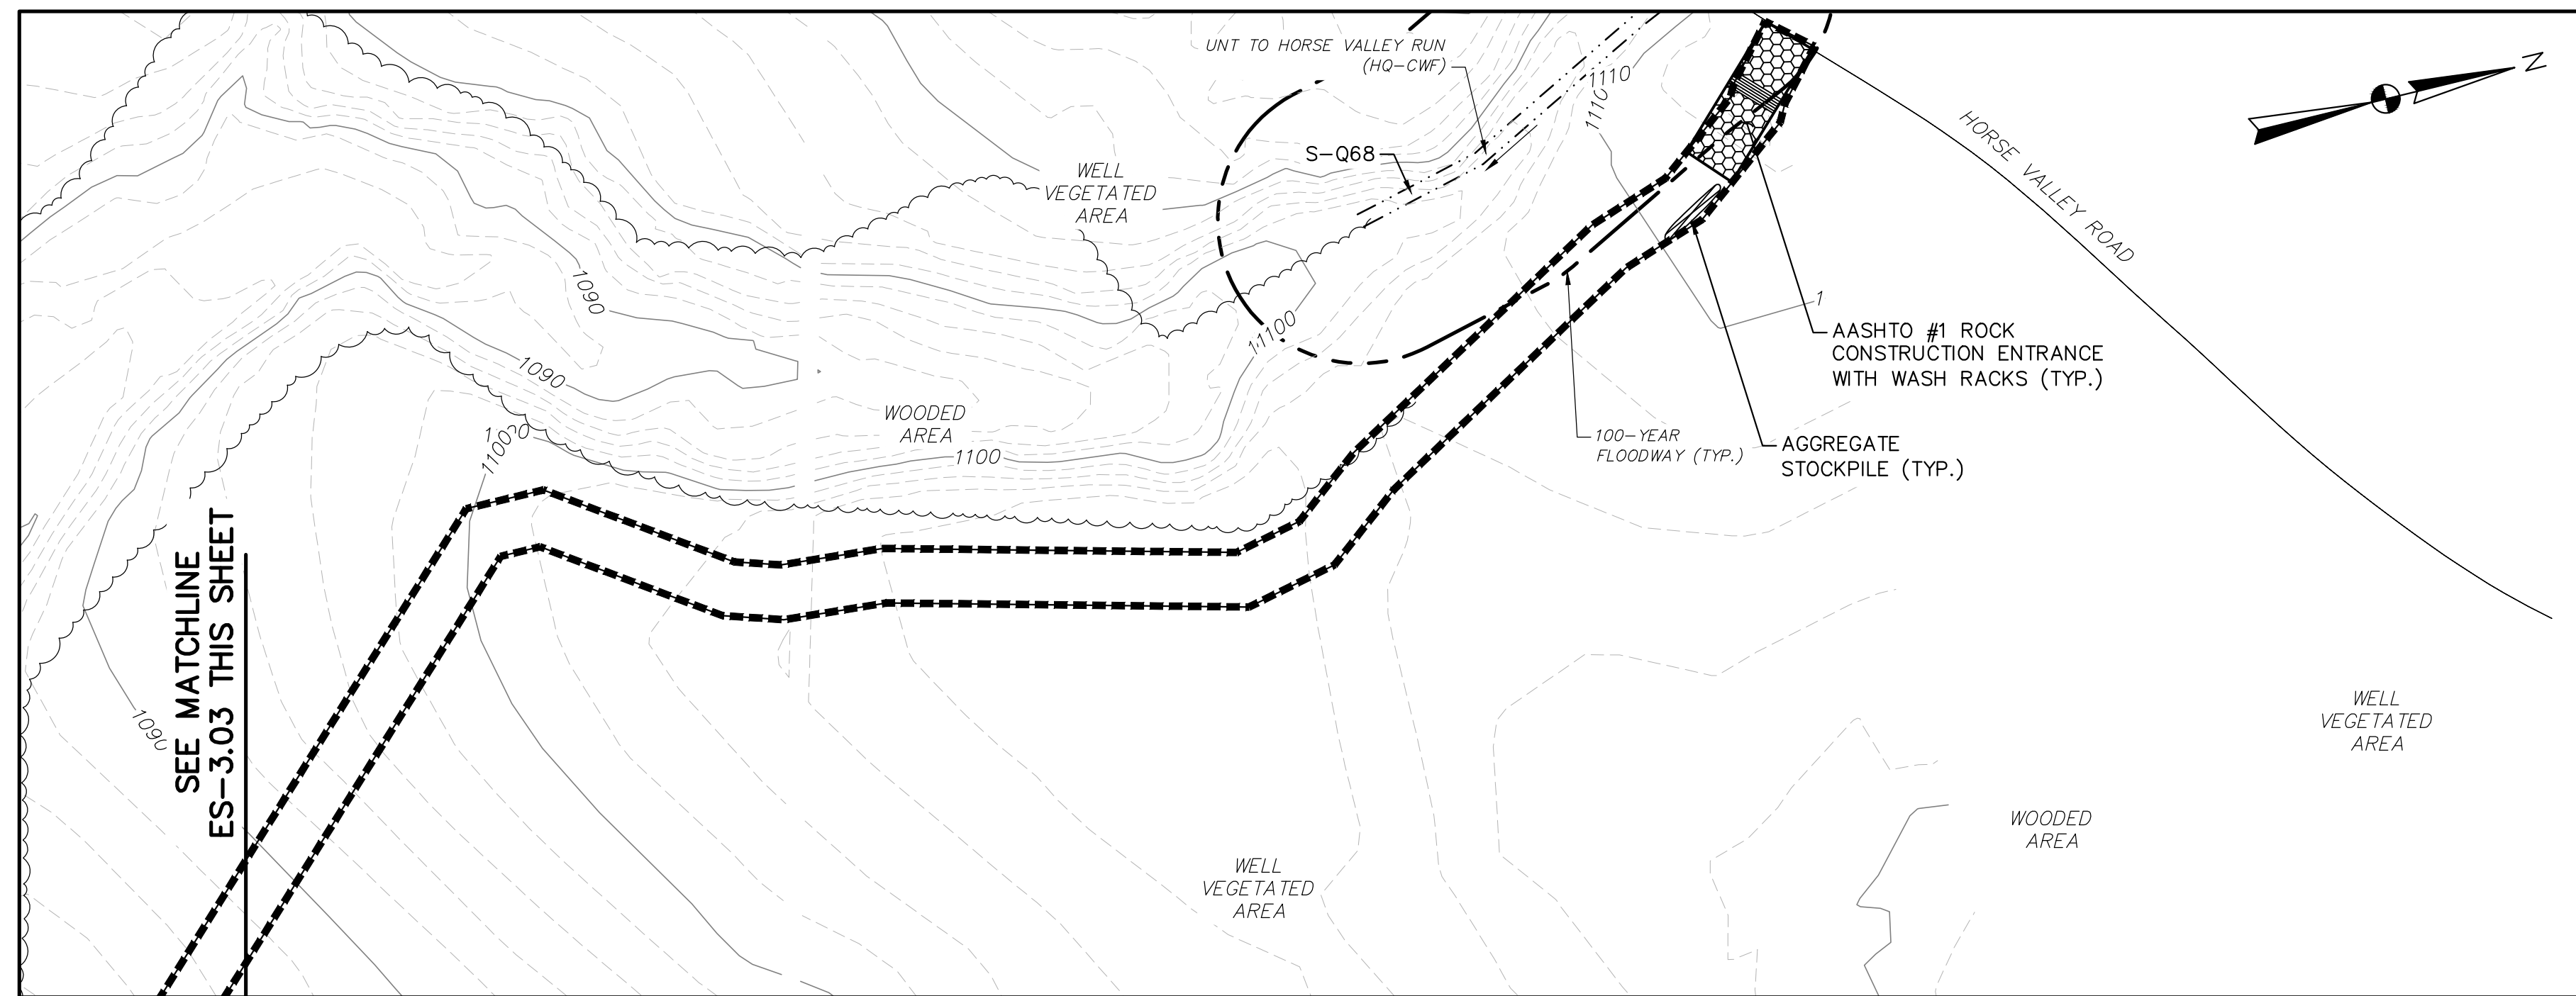 UNT TO HORSE VALLEY RUN
(HQ-CWF)
1110
1110
N
S-Q68
HORSE VALLEY ROAD
WELL
VEGETATED
AREA
1090
1
1100
AASHTO #1 ROCK
CONSTRUCTION ENTRANCE
WITH WASH RACKS (TYP.)
1090
WOODED
AREA
100-YEAR
FLOODWAY (TYP.)
AGGREGATE
STOCKPILE (TYP.)
1100
1100
SEE MATCHLINE
ES-3.03 THIS SHEET
1090
WELL
VEGETATED
AREA
WOODED
AREA
WELL
VEGETATED
AREA